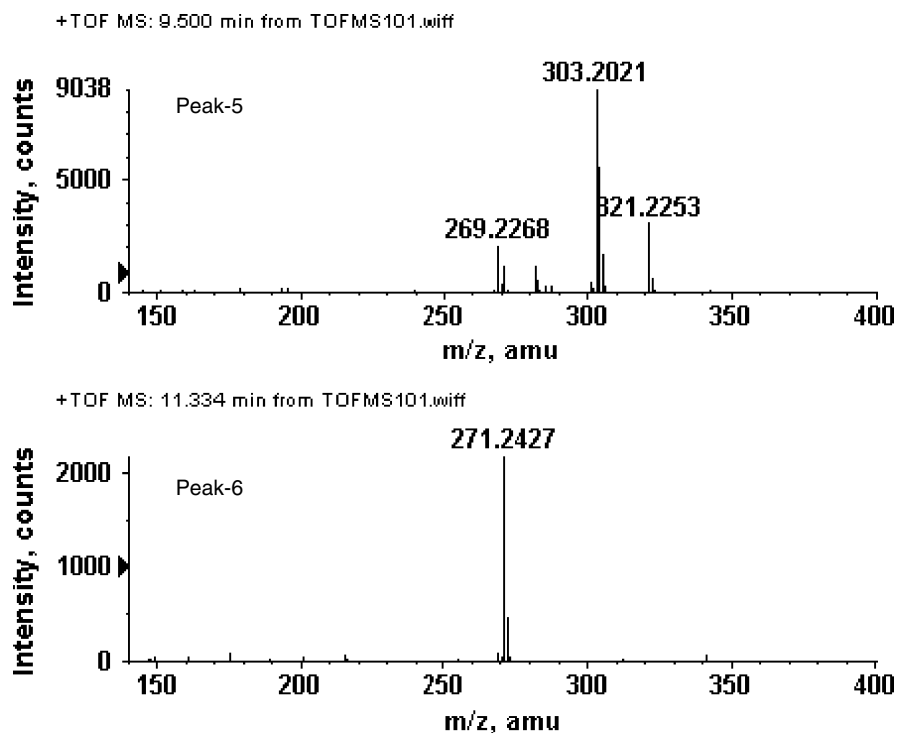 +TOF MS: 9.500 min from TOFMS101.wiff
303.2021
9038
Peak-5
5000
321.2253
269.2268
0
Intensity, counts
150 200 250 300 350 400
m/z, amu
+TOF MS: 11.334 min from TOFMS101.wiff
271.2427
2000
Peak-6
1000
0
Intensity, counts
150 200 250 300 350 400
m/z, amu